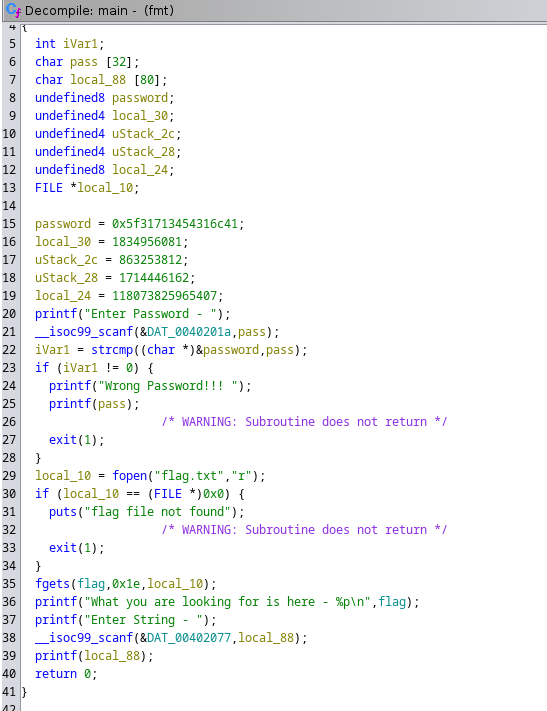 Decompile: main - (fmt)
4 {
5 int iVar1;
6 char pass [32];
7 char local_88 [80];
8 undefined8 password;
9 undefined4 local_30;
10 undefined4 uStack_2c;
11 undefined4 uStack_28;
12 undefined8 local_24;
13 FILE *local_10;
14
15 password = 0x5f31713454316c41;
16 local_30 = 1834956081;
17 uStack_2c = 863253812;
18 uStack_28 = 1714446162;
19 local_24 = 118073825965407;
20 printf("Enter Password - ");
21 __isoc99_scanf(&DAT_0040201a,pass);
22 iVar1 = strcmp((char *)&password,pass);
23 if (iVar1 != 0) {
24 printf("Wrong Password!!! ");
25 printf(pass);
26 /* WARNING: Subroutine does not return */
27 exit(1);
28 }
29 local_10 = fopen("flag.txt","r");
30 if (local_10 == (FILE *)0x0) {
31 puts("flag file not found");
32 /* WARNING: Subroutine does not return */
33 exit(1);
34 }
35 fgets(flag,0x1e,local_10);
36 printf("What you are looking for is here - %p\n",flag);
37 printf("Enter String - ");
38 __isoc99_scanf(&DAT_00402077,local_88);
39 printf(local_88);
40 return 0;
41 }
42